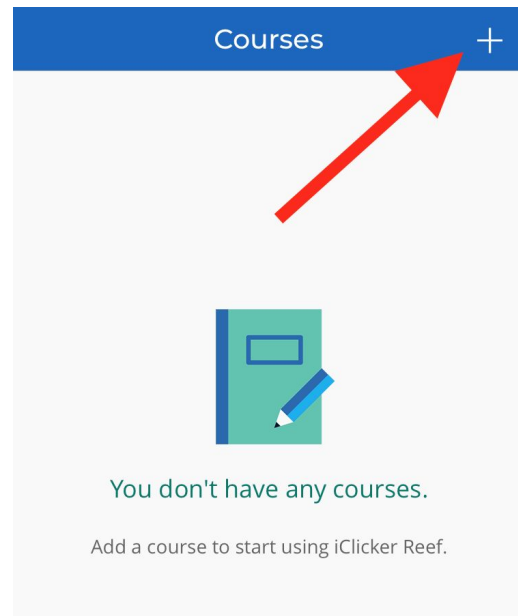 Courses +
You don't have any courses.
Add a course to start using iClicker Reef.